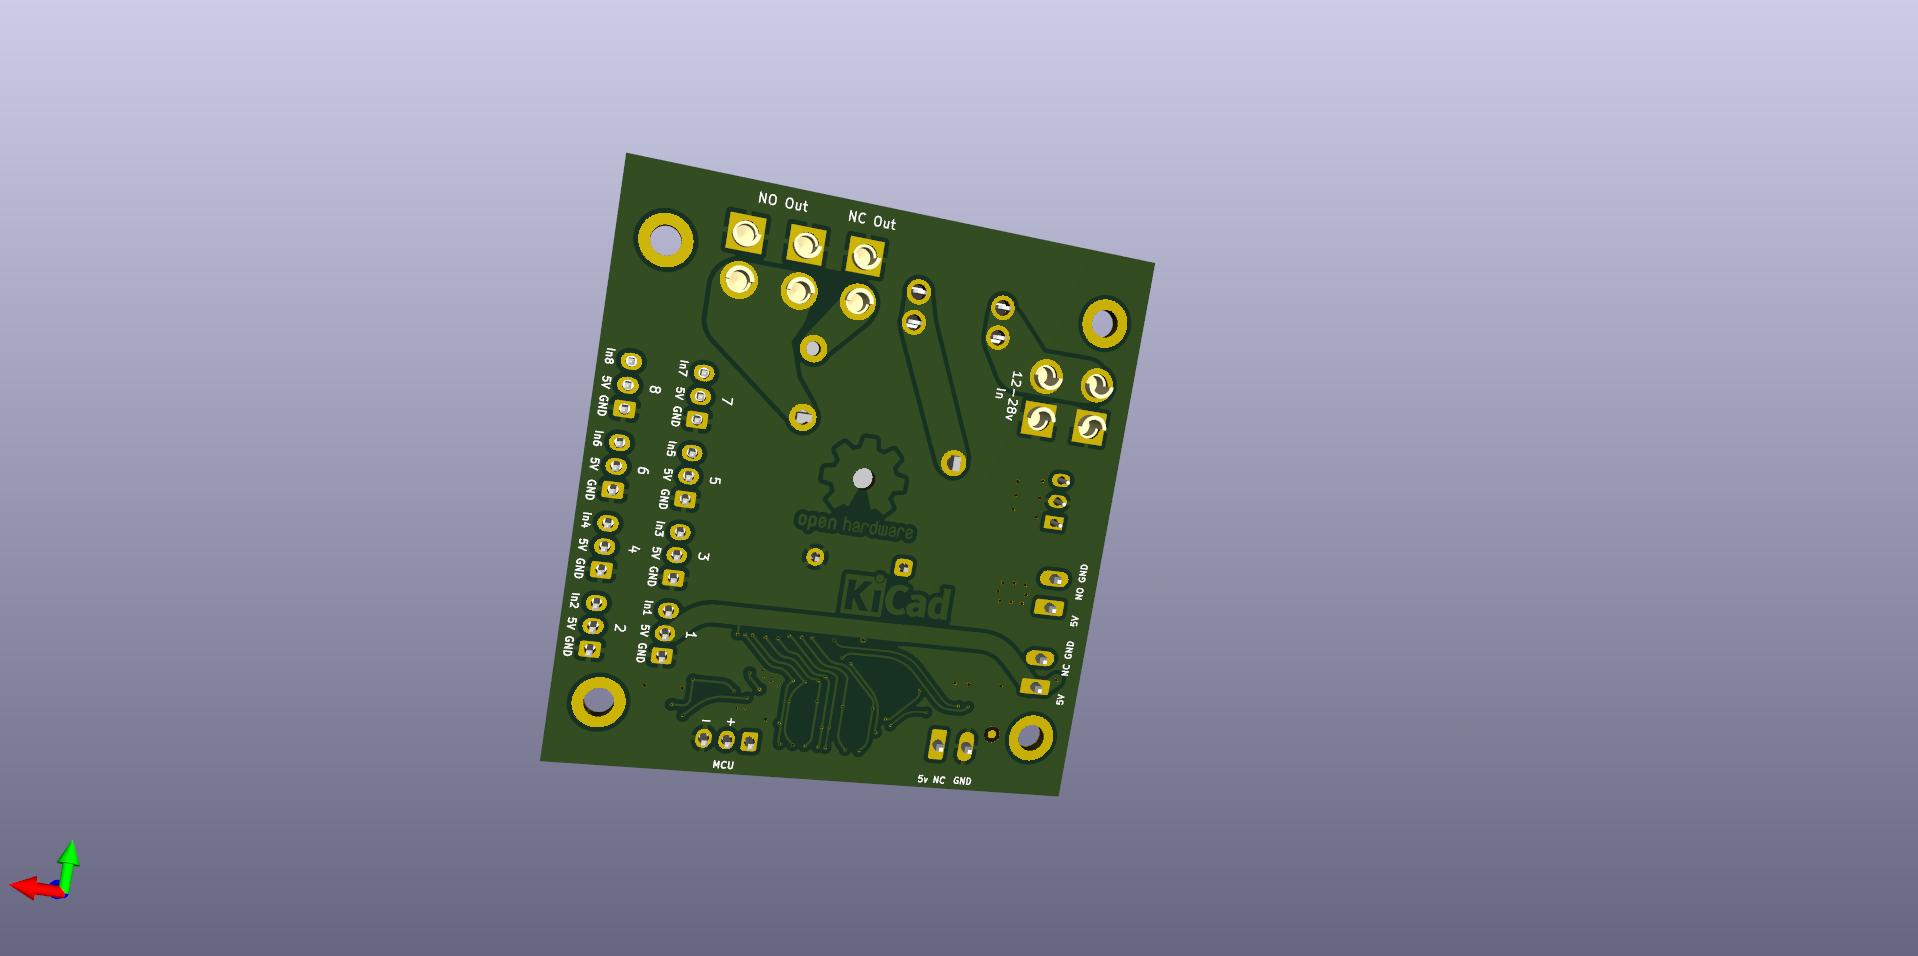 NO Out
NC Out
In8
5V
GND
8
In7
5V
GND
7
12-28v
In
In6
5V
GND
6
In5
5V
GND
5
open hardware
In4
5V
GND
4
In3
5V
GND
3
KiCad
NO GND
5V
In2
5V
GND
2
In1
5V
GND
1
NC GND
5V
- +
MCU
5v NC GND